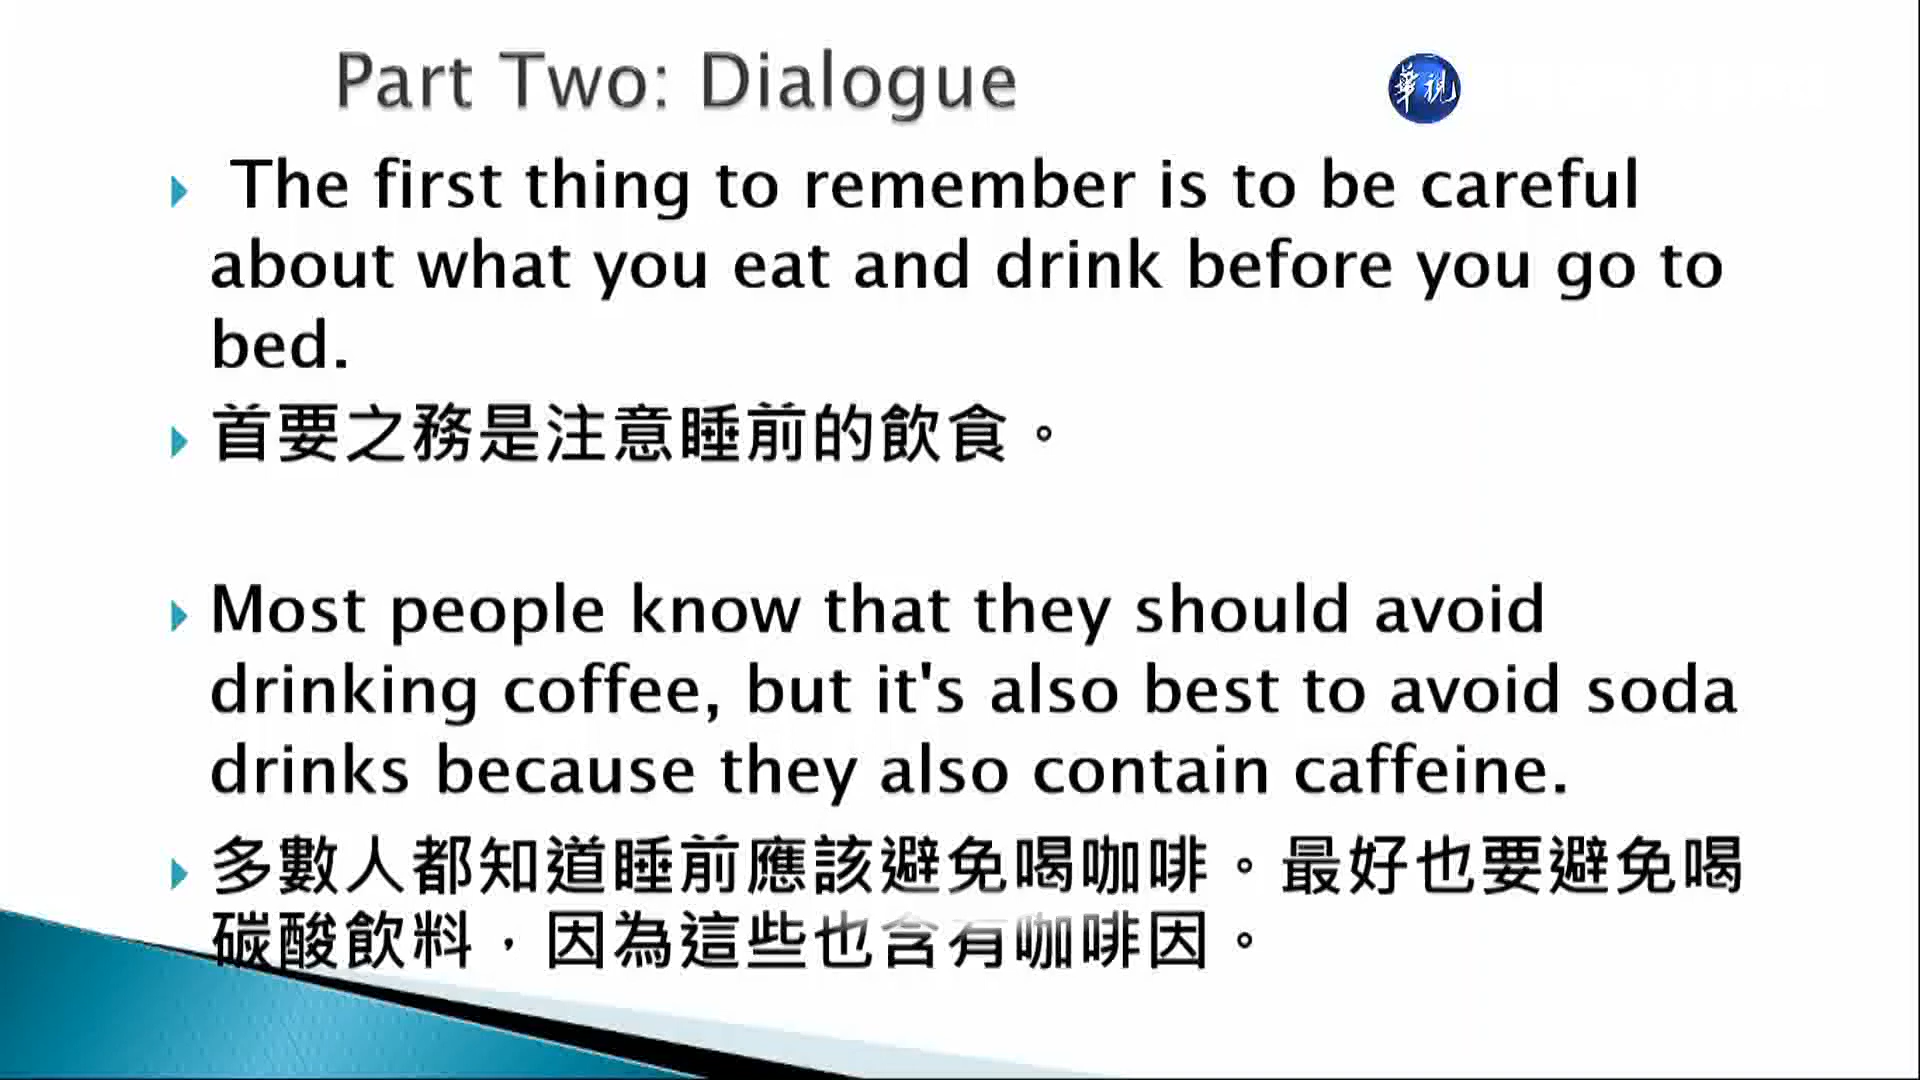 Part Two: Dialogue
華視
The first thing to remember is to be careful
about what you eat and drink before you go to
bed.
首要之務是注意睡前的飲食。
Most people know that they should avoid
drinking coffee, but it's also best to avoid soda
drinks because they also contain caffeine.
多數人都知道睡前應該避免喝咖啡。最好也要避免喝
碳酸飲料，因為這些也含有咖啡因。